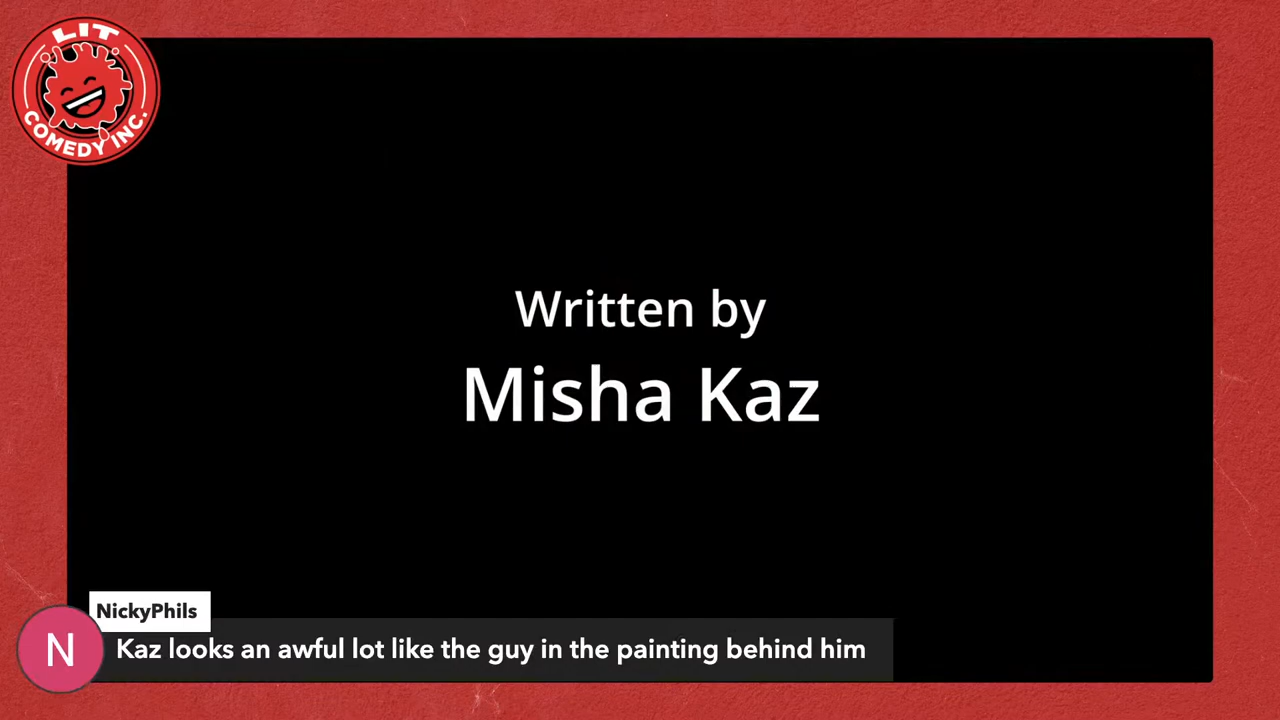 LIT
COMEDY INC.
Written by
Misha Kaz
NickyPhils
N
Kaz looks an awful lot like the guy in the painting behind him